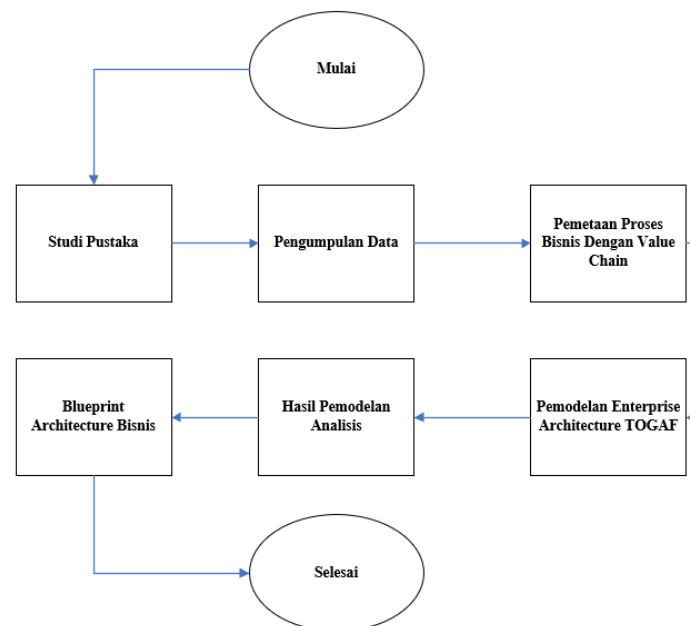 Mulai
Studi Pustaka
Pengumpulan Data
Pemetaan Proses
Bisnis Dengan Value
Chain
Pemodelan Enterprise
Architecture TOGAF
Hasil Pemodelan
Analisis
Blueprint
Architecture Bisnis
Selesai